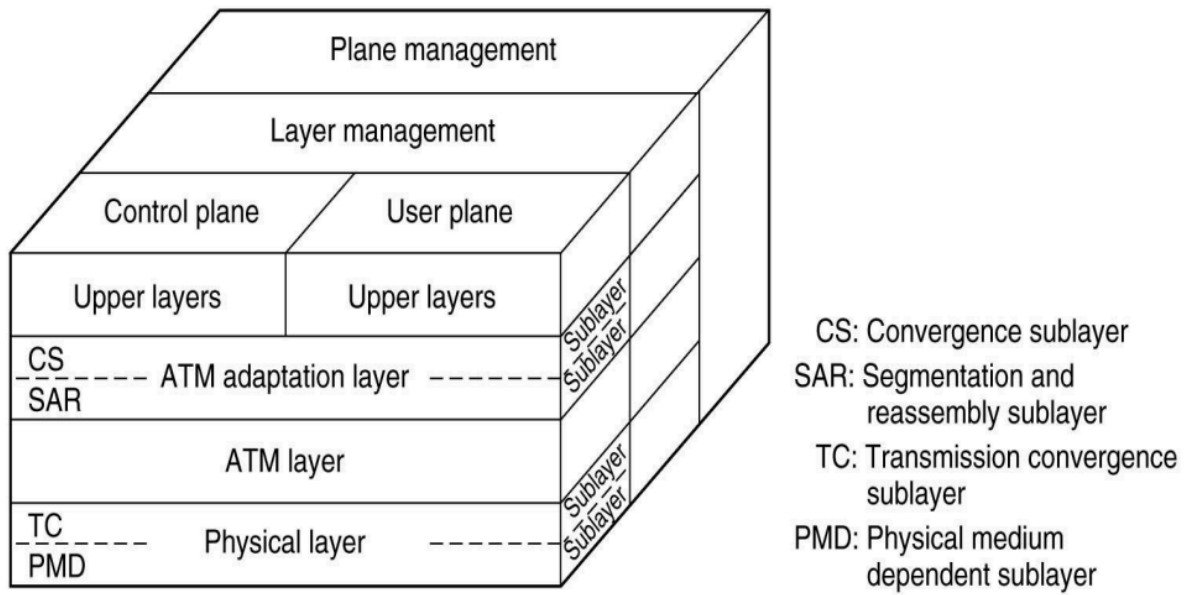 Plane management
Layer management
Control plane
User plane
Upper layers
Upper layers
Sublayer
Sublayer
CS
ATM adaptation layer
SAR
ATM layer
Sublayer
Sublayer
TC
Physical layer
PMD
CS: Convergence sublayer
SAR: Segmentation and
reassembly sublayer
TC: Transmission convergence
sublayer
PMD: Physical medium
dependent sublayer